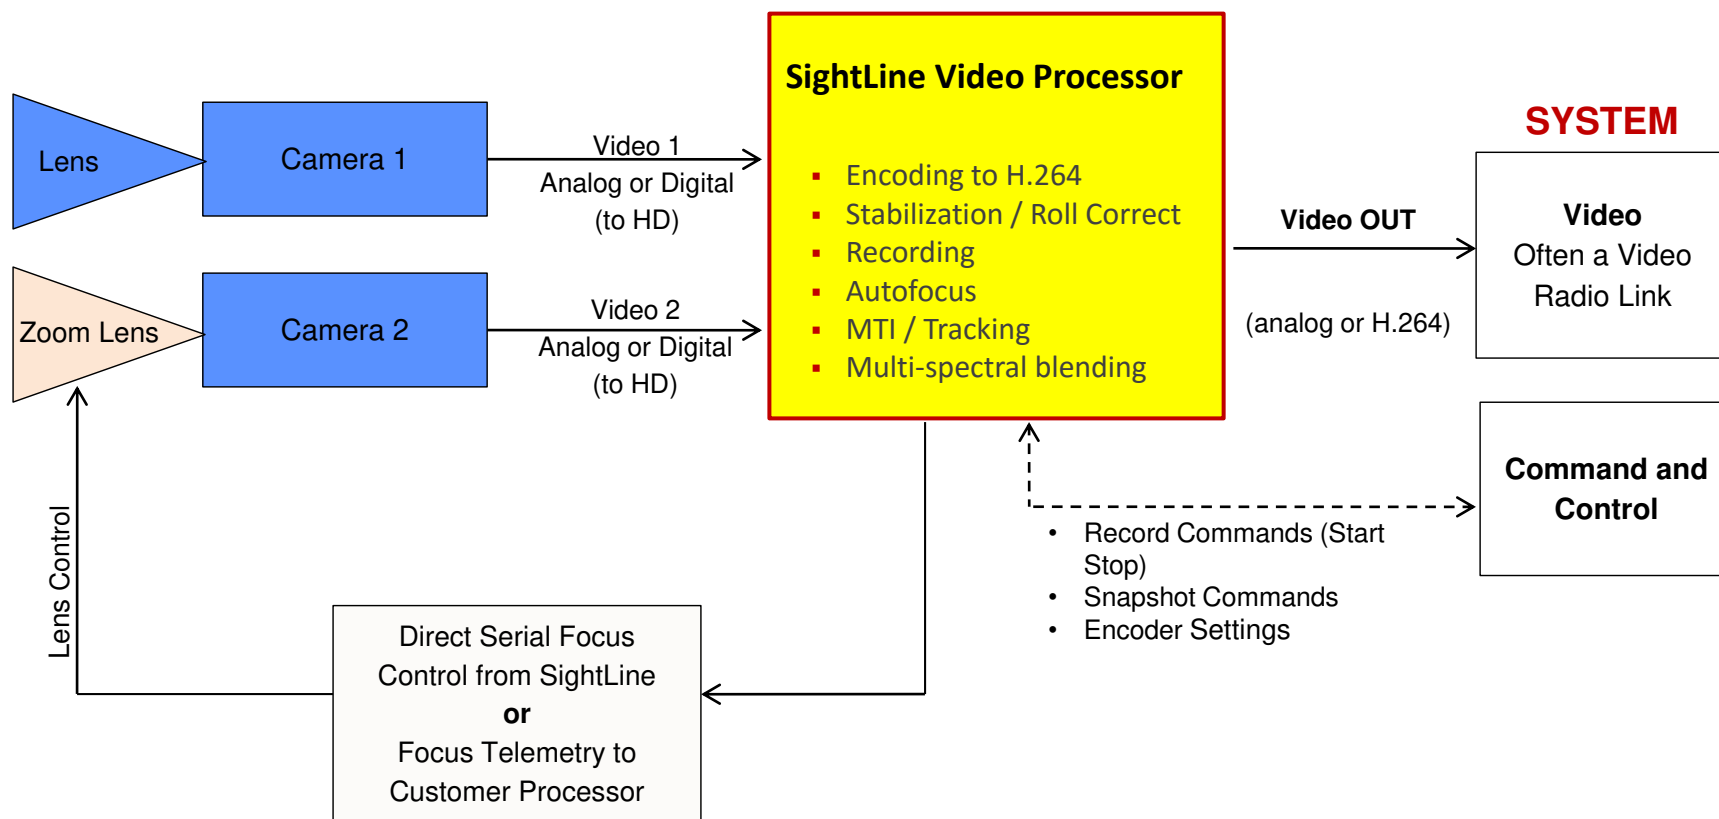 SightLine Video Processor
▪ Encoding to H.264
▪ Stabilization / Roll Correct
▪ Recording
▪ Autofocus
▪ MTI / Tracking
▪ Multi-spectral blending
Lens
Camera 1
Video 1
Analog or Digital
(to HD)
Zoom Lens
Camera 2
Video 2
Analog or Digital
(to HD)
Video OUT
(analog or H.264)
SYSTEM
Video
Often a Video
Radio Link
Command and
Control
• Record Commands (Start
Stop)
• Snapshot Commands
• Encoder Settings
Lens Control
Direct Serial Focus
Control from SightLine
or
Focus Telemetry to
Customer Processor